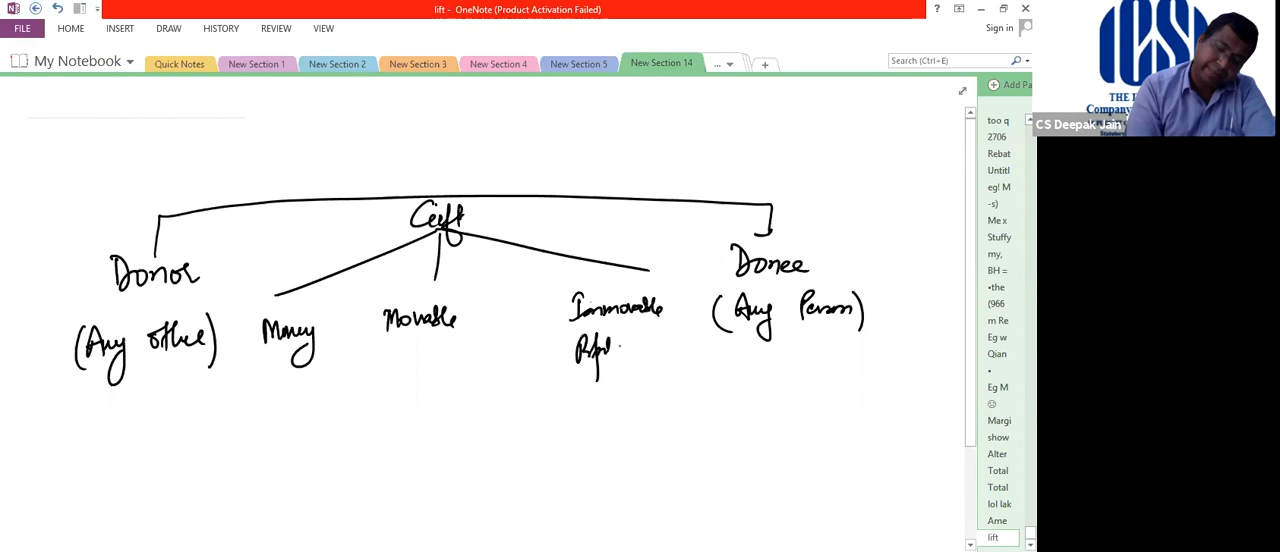 lift - OneNote (Product Activation Failed)
Sign in
FILE HOME INSERT DRAW HISTORY REVIEW VIEW
My Notebook Quick Notes New Section 1 New Section 2 New Section 3 New Section 4 New Section 5 New Section 14 ... +
Search (Ctrl+E)
Add Pa
too q
2706
Rebat
Untitl
eg! M
-s)
Me x
Stuffy
my,
BH =
•the
(966
m Re
Eg w
Qian
•
Eg M
☹
Margi
show
Alter
Total
Total
lol lak
Ame
lift
Gift
Donor
Donee
(Any other)
Money
Movable
Immovable
(Any Person)
THE I
Company
CS Deepak Jain